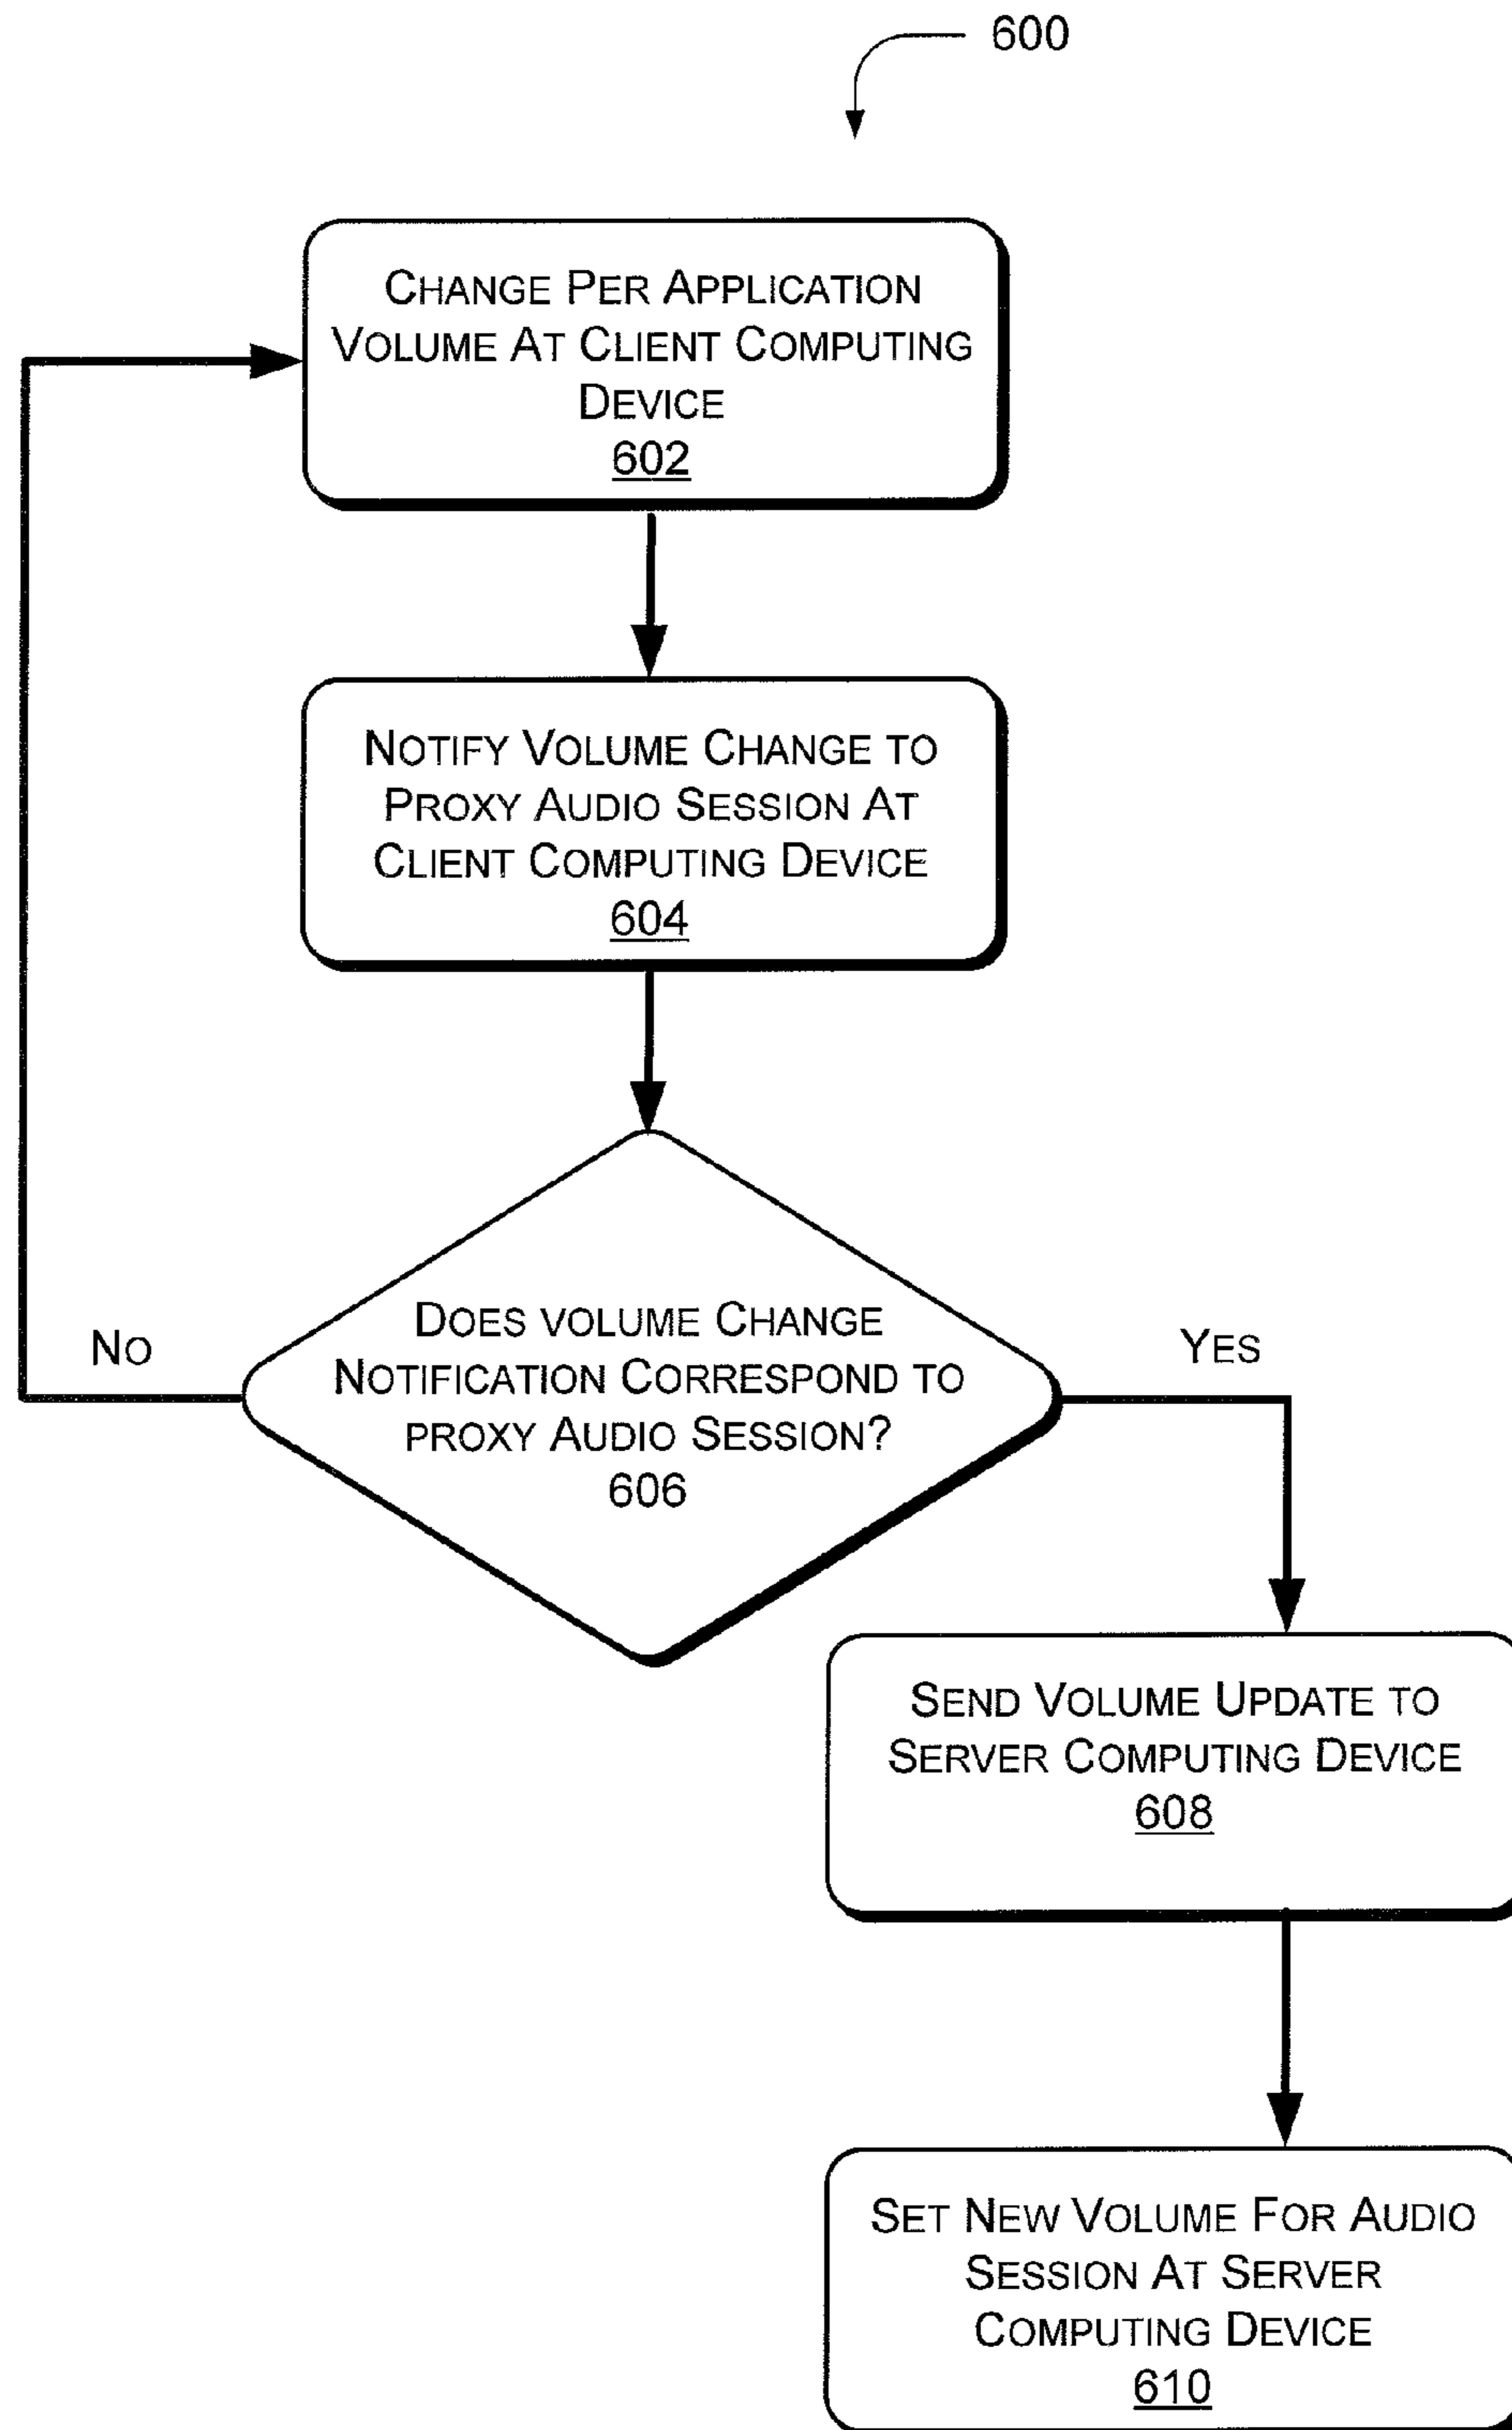 600
CHANGE PER APPLICATION
VOLUME AT CLIENT COMPUTING
DEVICE
602
NOTIFY VOLUME CHANGE TO
PROXY AUDIO SESSION AT
CLIENT COMPUTING DEVICE
604
DOES VOLUME CHANGE
NOTIFICATION CORRESPOND TO
PROXY AUDIO SESSION?
606
NO
YES
SEND VOLUME UPDATE TO
SERVER COMPUTING DEVICE
608
SET NEW VOLUME FOR AUDIO
SESSION AT SERVER
COMPUTING DEVICE
610